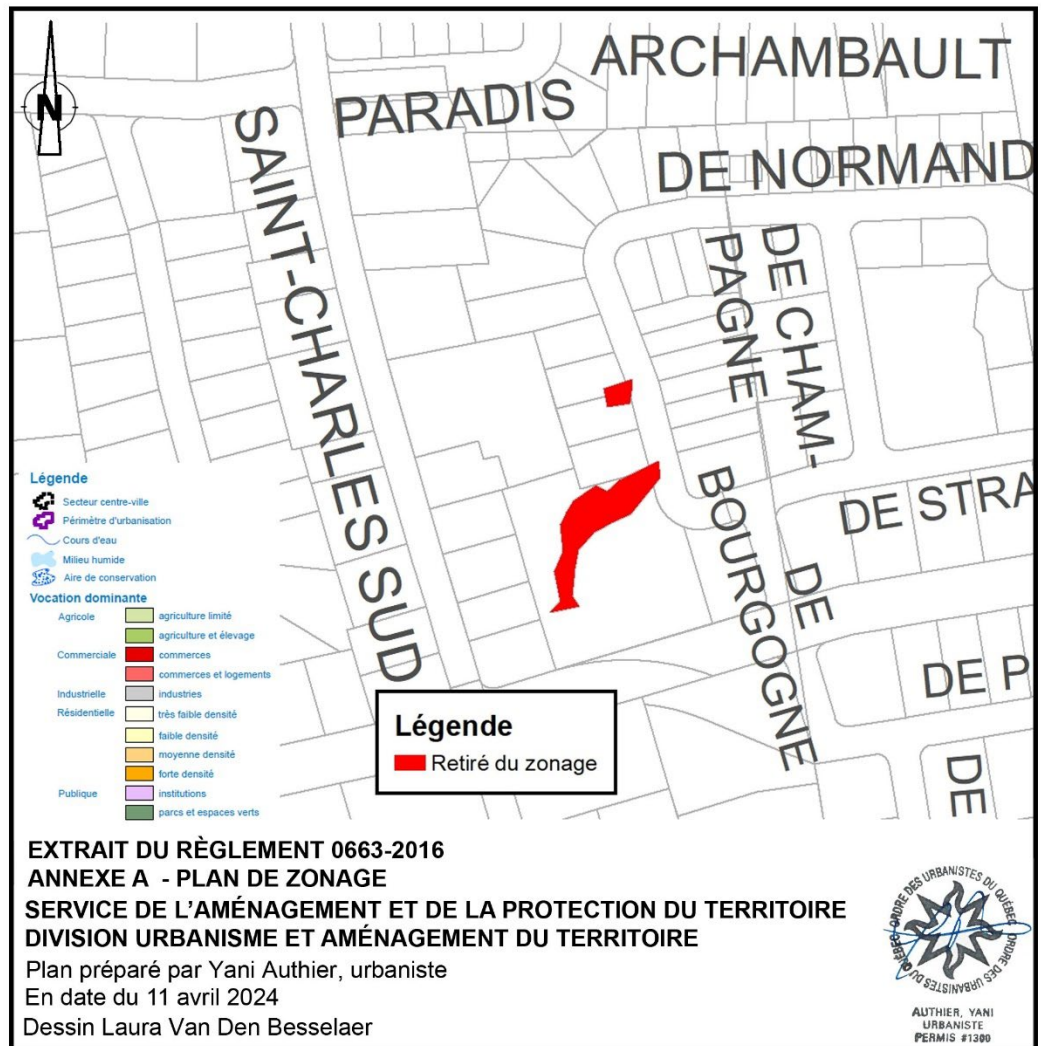 ARCHAMBAULT
PARADIS
DE NORMAND
SAINT-CHARLES SUD
DE CHAM-
PAGNE
DE STRA
BOURGOGNE
DE
DE P
DE
N
Légende
Secteur centre-ville
Périmètre d'urbanisation
Cours d'eau
Milieu humide
Aire de conservation
Vocation dominante
Agricole agriculture limité
agriculture et élevage
Commerciale commerces
commerces et logements
Industrielle industries
Résidentielle très faible densité
faible densité
moyenne densité
forte densité
Publique institutions
parcs et espaces verts
Légende
Retiré du zonage
EXTRAIT DU RÈGLEMENT 0663-2016
ANNEXE A - PLAN DE ZONAGE
SERVICE DE L'AMÉNAGEMENT ET DE LA PROTECTION DU TERRITOIRE
DIVISION URBANISME ET AMÉNAGEMENT DU TERRITOIRE
Plan préparé par Yani Authier, urbaniste
En date du 11 avril 2024
Dessin Laura Van Den Besselaer
ORDRE DES URBANISTES DU QUÉBEC
ORDRE DES URBANISTES DU QUÉBEC
AUTHIER, YANI
URBANISTE
PERMIS #1300